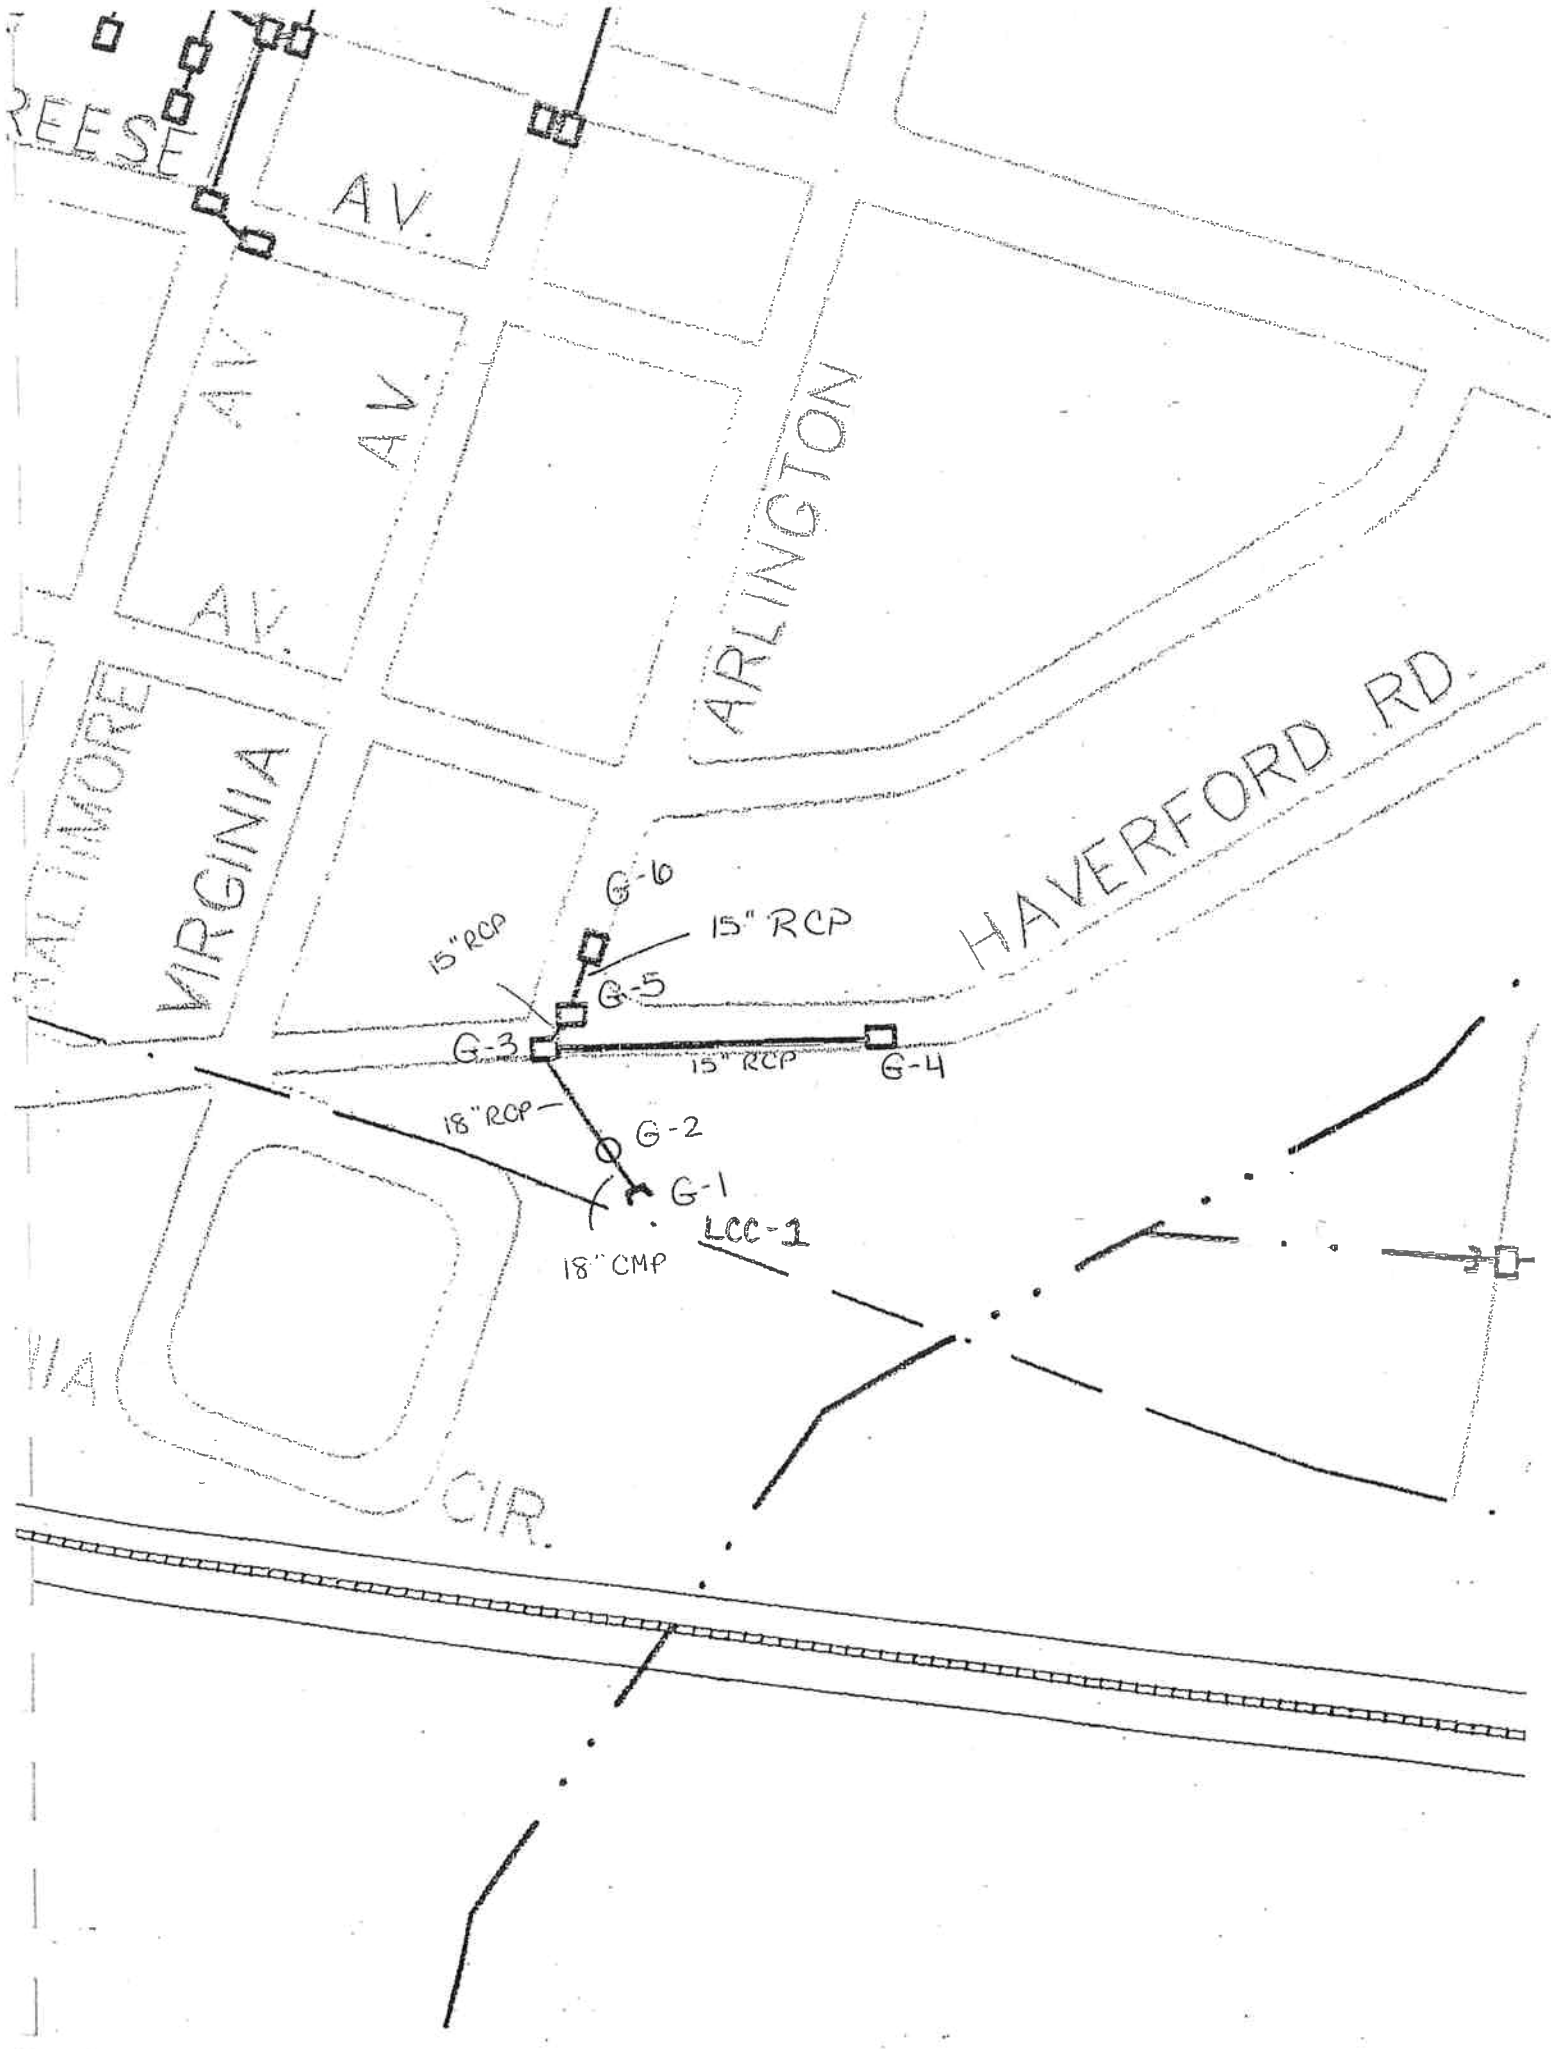 REESE
AV.
AV.
AV.
ARLINGTON
AV.
BALTIMORE
VIRGINIA
HAVERFORD RD.
G-6
15" RCP
15" RCP
G-5
G-3
15" RCP
G-4
18" RCP
G-2
G-1
LCC-1
18" CMP
NIA
CIR.